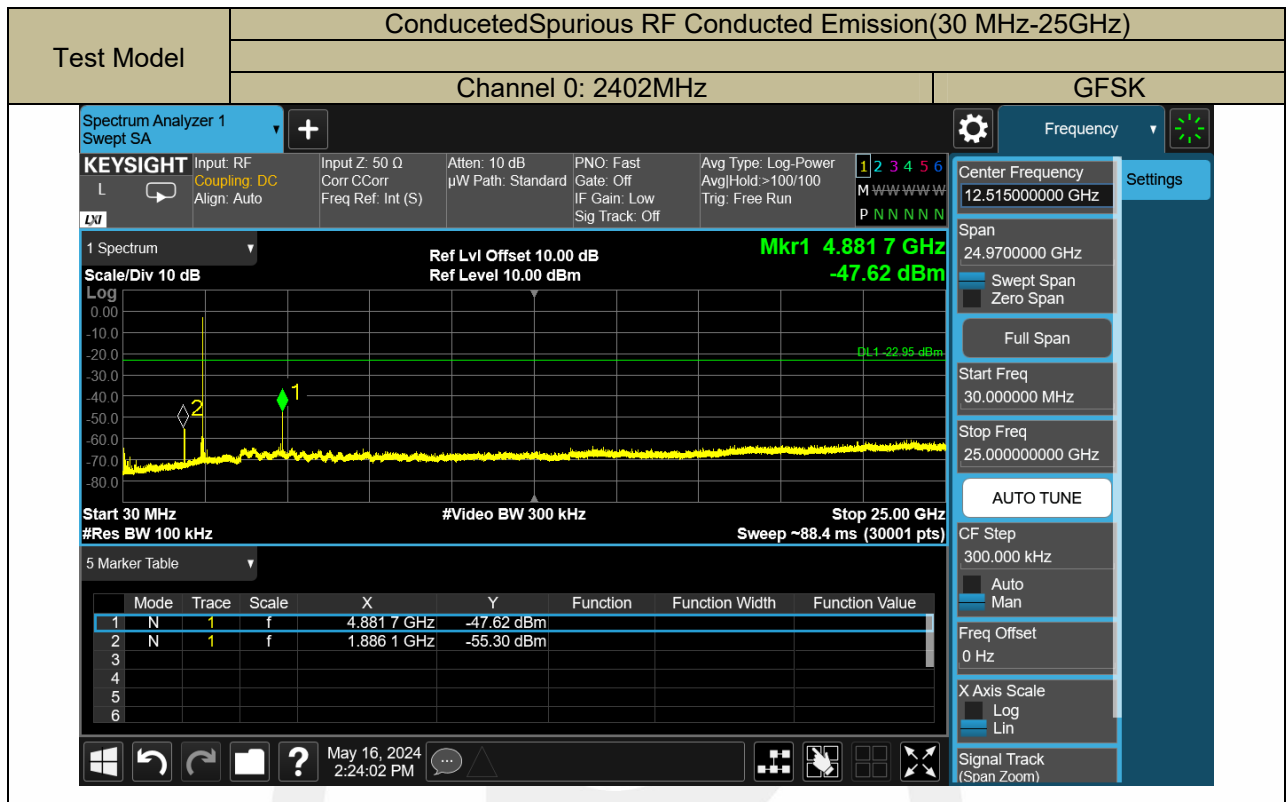 Test Model
ConducetedSpurious RF Conducted Emission(30 MHz-25GHz)
Channel 0: 2402MHz
GFSK
Spectrum Analyzer 1
Swept SA
+
Frequency
KEYSIGHT
L
LXI
Input: RF
Coupling: DC
Align: Auto
Input Z: 50 Ω
Corr CCorr
Freq Ref: Int (S)
Atten: 10 dB
µW Path: Standard
PNO: Fast
Gate: Off
IF Gain: Low
Sig Track: Off
Avg Type: Log-Power
Avg|Hold:>100/100
Trig: Free Run
1 2 3 4 5 6
M W W W W W
P N N N N N
1 Spectrum
Scale/Div 10 dB
Ref Lvl Offset 10.00 dB
Ref Level 10.00 dBm
Mkr1 4.881 7 GHz
-47.62 dBm
Log
0.00
-10.0
-20.0
-30.0
-40.0
-50.0
-60.0
-70.0
-80.0
DL1 -22.95 dBm
1
2
Start 30 MHz
#Res BW 100 kHz
#Video BW 300 kHz
Stop 25.00 GHz
Sweep ~88.4 ms (30001 pts)
5 Marker Table
Mode Trace Scale X Y Function Function Width Function Value
1 N 1 f 4.881 7 GHz -47.62 dBm
2 N 1 f 1.886 1 GHz -55.30 dBm
3
4
5
6
?
May 16, 2024
2:24:02 PM
Center Frequency
12.515000000 GHz
Settings
Span
24.9700000 GHz
Swept Span
Zero Span
Full Span
Start Freq
30.000000 MHz
Stop Freq
25.000000000 GHz
AUTO TUNE
CF Step
300.000 kHz
Auto
Man
Freq Offset
0 Hz
X Axis Scale
Log
Lin
Signal Track
(Span Zoom)